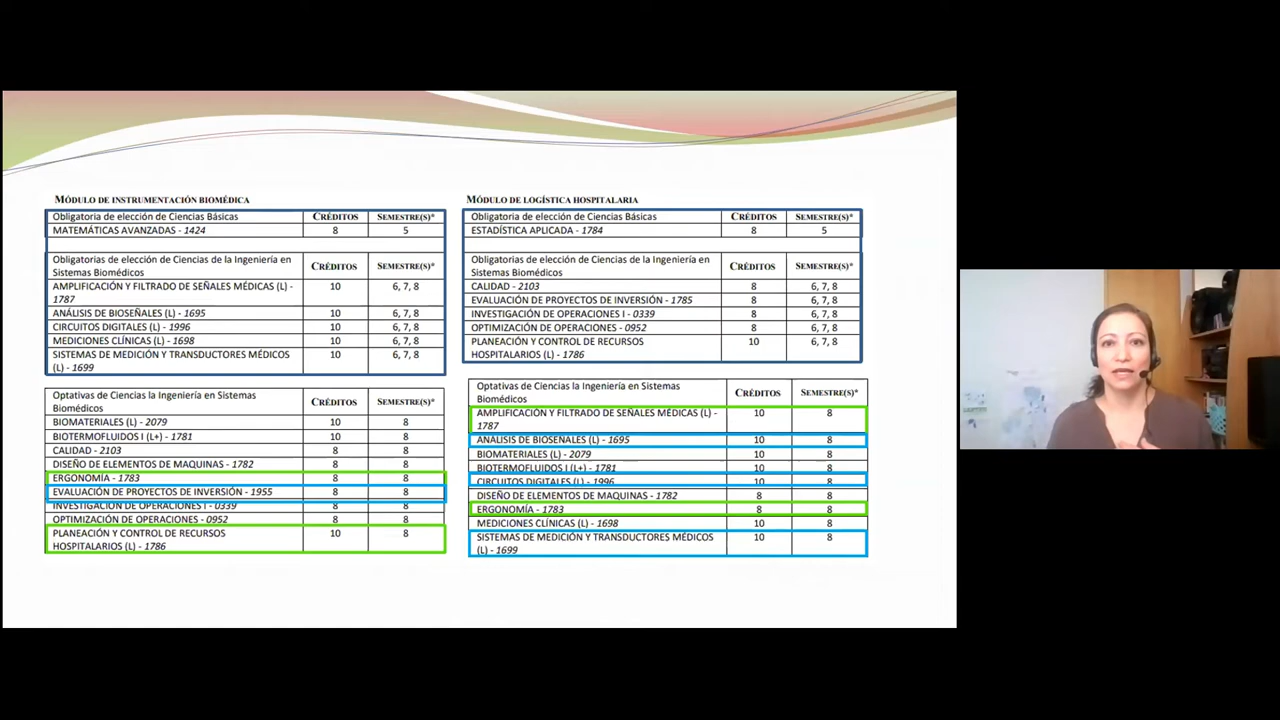 MÓDULO DE INSTRUMENTACIÓN BIOMÉDICA
Obligatoria de elección de Ciencias Básicas CRÉDITOS SEMESTRE(S)*
MATEMÁTICAS AVANZADAS - 1424 8 5
Obligatorias de elección de Ciencias de la Ingeniería en
Sistemas Biomédicos CRÉDITOS SEMESTRE(S)*
AMPLIFICACIÓN Y FILTRADO DE SEÑALES MÉDICAS (L) - 10 6, 7, 8
1787
ANÁLISIS DE BIOSEÑALES (L) - 1695 10 6, 7, 8
CIRCUITOS DIGITALES (L) - 1996 10 6, 7, 8
MEDICIONES CLÍNICAS (L) - 1698 10 6, 7, 8
SISTEMAS DE MEDICIÓN Y TRANSDUCTORES MÉDICOS 10 6, 7, 8
(L) - 1699
Optativas de Ciencias la Ingeniería en Sistemas
Biomédicos CRÉDITOS SEMESTRE(S)*
BIOMATERIALES (L) - 2079 10 8
BIOTERMOFLUIDOS I (L+) - 1781 10 8
CALIDAD - 2103 8 8
DISEÑO DE ELEMENTOS DE MAQUINAS - 1782 8 8
ERGONOMÍA - 1783 8 8
EVALUACIÓN DE PROYECTOS DE INVERSIÓN - 1955 8 8
INVESTIGACIÓN DE OPERACIONES I - 0339 8 8
OPTIMIZACIÓN DE OPERACIONES - 0952 8 8
PLANEACIÓN Y CONTROL DE RECURSOS 10 8
HOSPITALARIOS (L) - 1786
MÓDULO DE LOGÍSTICA HOSPITALARIA
Obligatoria de elección de Ciencias Básicas CRÉDITOS SEMESTRE(S)*
ESTADÍSTICA APLICADA - 1784 8 5
Obligatorias de elección de Ciencias de la Ingeniería en
Sistemas Biomédicos CRÉDITOS SEMESTRE(S)*
CALIDAD - 2103 8 6, 7, 8
EVALUACIÓN DE PROYECTOS DE INVERSIÓN - 1785 8 6, 7, 8
INVESTIGACIÓN DE OPERACIONES I - 0339 8 6, 7, 8
OPTIMIZACIÓN DE OPERACIONES - 0952 8 6, 7, 8
PLANEACIÓN Y CONTROL DE RECURSOS 10 6, 7, 8
HOSPITALARIOS (L) - 1786
Optativas de Ciencias la Ingeniería en Sistemas
Biomédicos CRÉDITOS SEMESTRE(S)*
AMPLIFICACIÓN Y FILTRADO DE SEÑALES MÉDICAS (L) - 10 8
1787
ANÁLISIS DE BIOSEÑALES (L) - 1695 10 8
BIOMATERIALES (L) - 2079 10 8
BIOTERMOFLUIDOS I (L+) - 1781 10 8
CIRCUITOS DIGITALES (L) - 1996 10 8
DISEÑO DE ELEMENTOS DE MAQUINAS - 1782 8 8
ERGONOMÍA - 1783 8 8
MEDICIONES CLÍNICAS (L) - 1698 10 8
SISTEMAS DE MEDICIÓN Y TRANSDUCTORES MÉDICOS 10 8
(L) - 1699